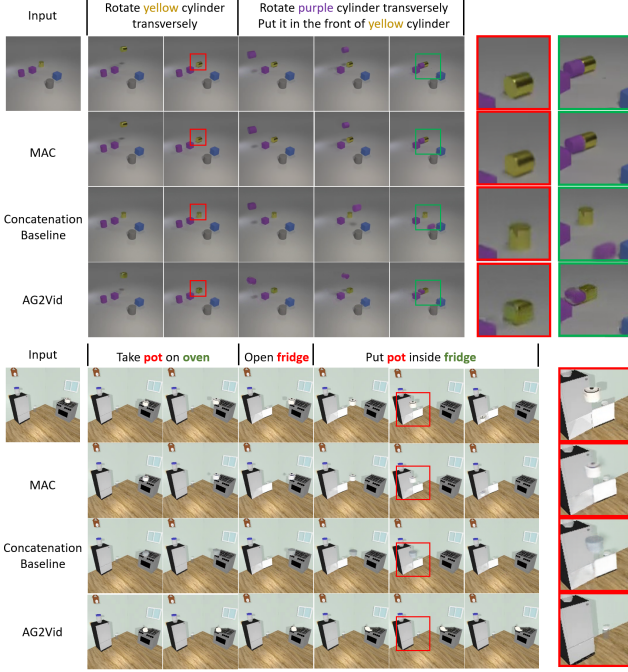 Input
Rotate yellow cylinder
transversely
Rotate purple cylinder transversely
Put it in the front of yellow cylinder
MAC
Concatenation
Baseline
AG2Vid
Input
Take pot on oven
Open fridge
Put pot inside fridge
MAC
Concatenation
Baseline
AG2Vid